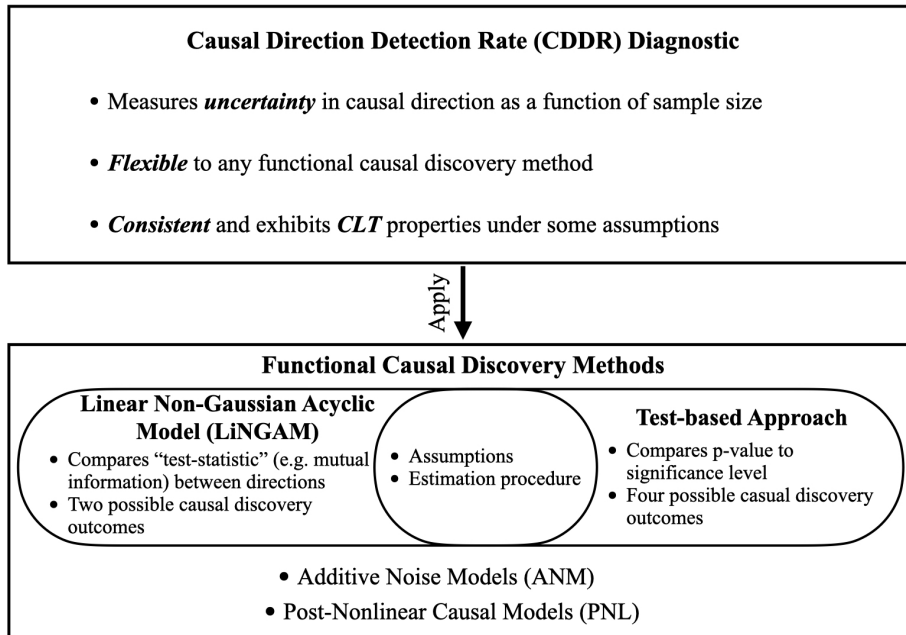 Causal Direction Detection Rate (CDDR) Diagnostic
• Measures uncertainty in causal direction as a function of sample size
• Flexible to any functional causal discovery method
• Consistent and exhibits CLT properties under some assumptions
Apply
Functional Causal Discovery Methods
Linear Non-Gaussian Acyclic
Model (LiNGAM)
• Compares “test-statistic” (e.g. mutual
information) between directions
• Two possible causal discovery
outcomes
• Assumptions
• Estimation procedure
Test-based Approach
• Compares p-value to
significance level
• Four possible casual discovery
outcomes
• Additive Noise Models (ANM)
• Post-Nonlinear Causal Models (PNL)